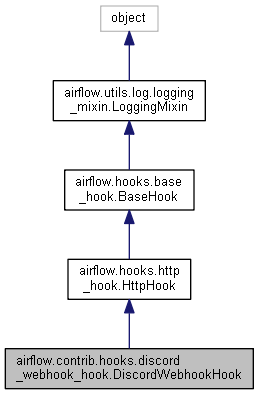 object
airflow.utils.log.logging
_mixin.LoggingMixin
airflow.hooks.base
_hook.BaseHook
airflow.hooks.http
_hook.HttpHook
airflow.contrib.hooks.discord
_webhook_hook.DiscordWebhookHook